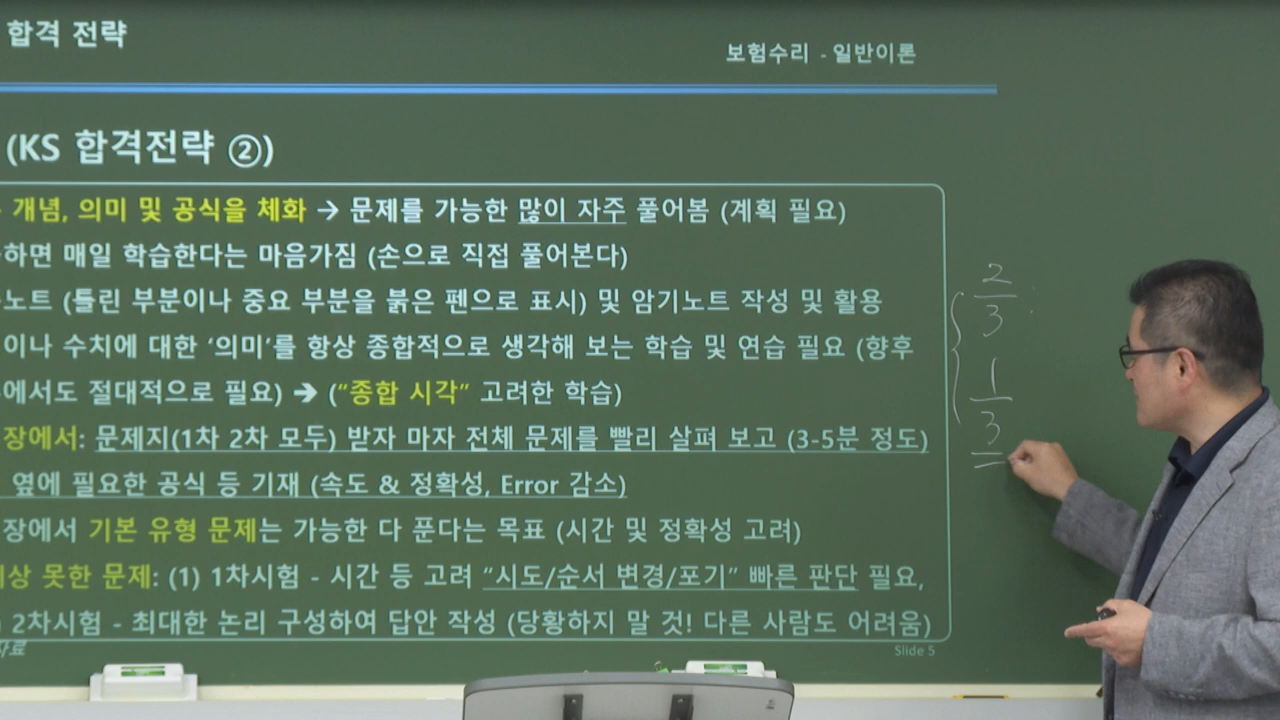 합격 전략
보험수리 - 일반이론
(KS 합격전략 ②)
개념, 의미 및 공식을 체화 → 문제를 가능한 많이 자주 풀어봄 (계획 필요)
하면 매일 학습한다는 마음가짐 (손으로 직접 풀어본다)
노트 (틀린 부분이나 중요 부분을 붉은 펜으로 표시) 및 암기노트 작성 및 활용
이나 수치에 대한 ‘의미’를 항상 종합적으로 생각해 보는 학습 및 연습 필요 (향후
에서도 절대적으로 필요) ➔ (“종합 시각” 고려한 학습)
장에서: 문제지(1차 2차 모두) 받자 마자 전체 문제를 빨리 살펴 보고 (3-5분 정도)
옆에 필요한 공식 등 기재 (속도 & 정확성, Error 감소)
장에서 기본 유형 문제는 가능한 다 푼다는 목표 (시간 및 정확성 고려)
상 못한 문제: (1) 1차시험 - 시간 등 고려 “시도/순서 변경/포기” 빠른 판단 필요,
2차시험 - 최대한 논리 구성하여 답안 작성 (당황하지 말 것! 다른 사람도 어려움)
자료
Slide 5
2
3
1
3